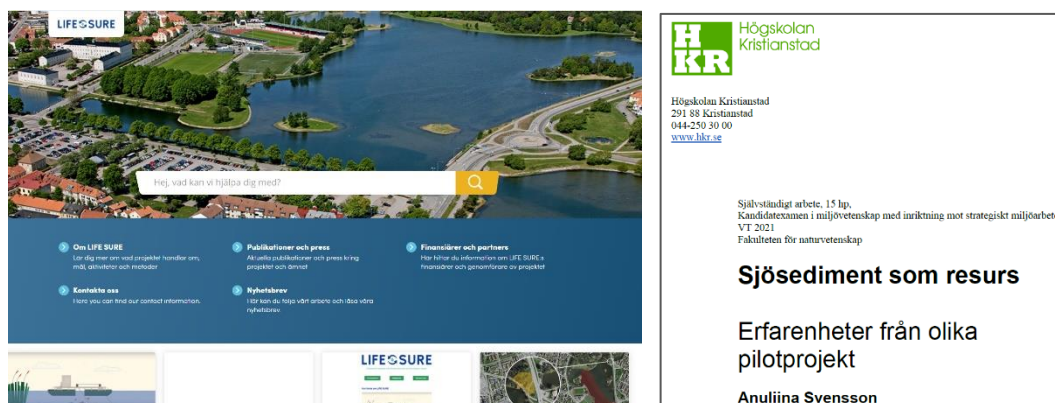 LIFE SURE
Hej, vad kan vi hjälpa dig med?
Om LIFE SURE
Lär dig mer om vad projektet handlar om,
mål, aktiviteter och metoder
Publikationer och press
Aktuella publikationer och press kring
projektet och ämnet
Finansiärer och partners
Här hittar du information om LIFE SURE:s
finansiärer och genomförare av projektet
Kontakta oss
Here you can find our contact information.
Nyhetsbrev
Här kan du följa vårt arbete och läsa våra
nyhetsbrev
LIFE SURE
H
KR
Högskolan
Kristianstad
Högskolan Kristianstad
291 88 Kristianstad
044-250 30 00
www.hkr.se
Självständigt arbete, 15 hp,
Kandidatexamen i miljövetenskap med inriktning mot strategiskt miljöarbete
VT 2021
Fakulteten för naturvetenskap
Sjösediment som resurs
Erfarenheter från olika
pilotprojekt
Anuliina Svensson